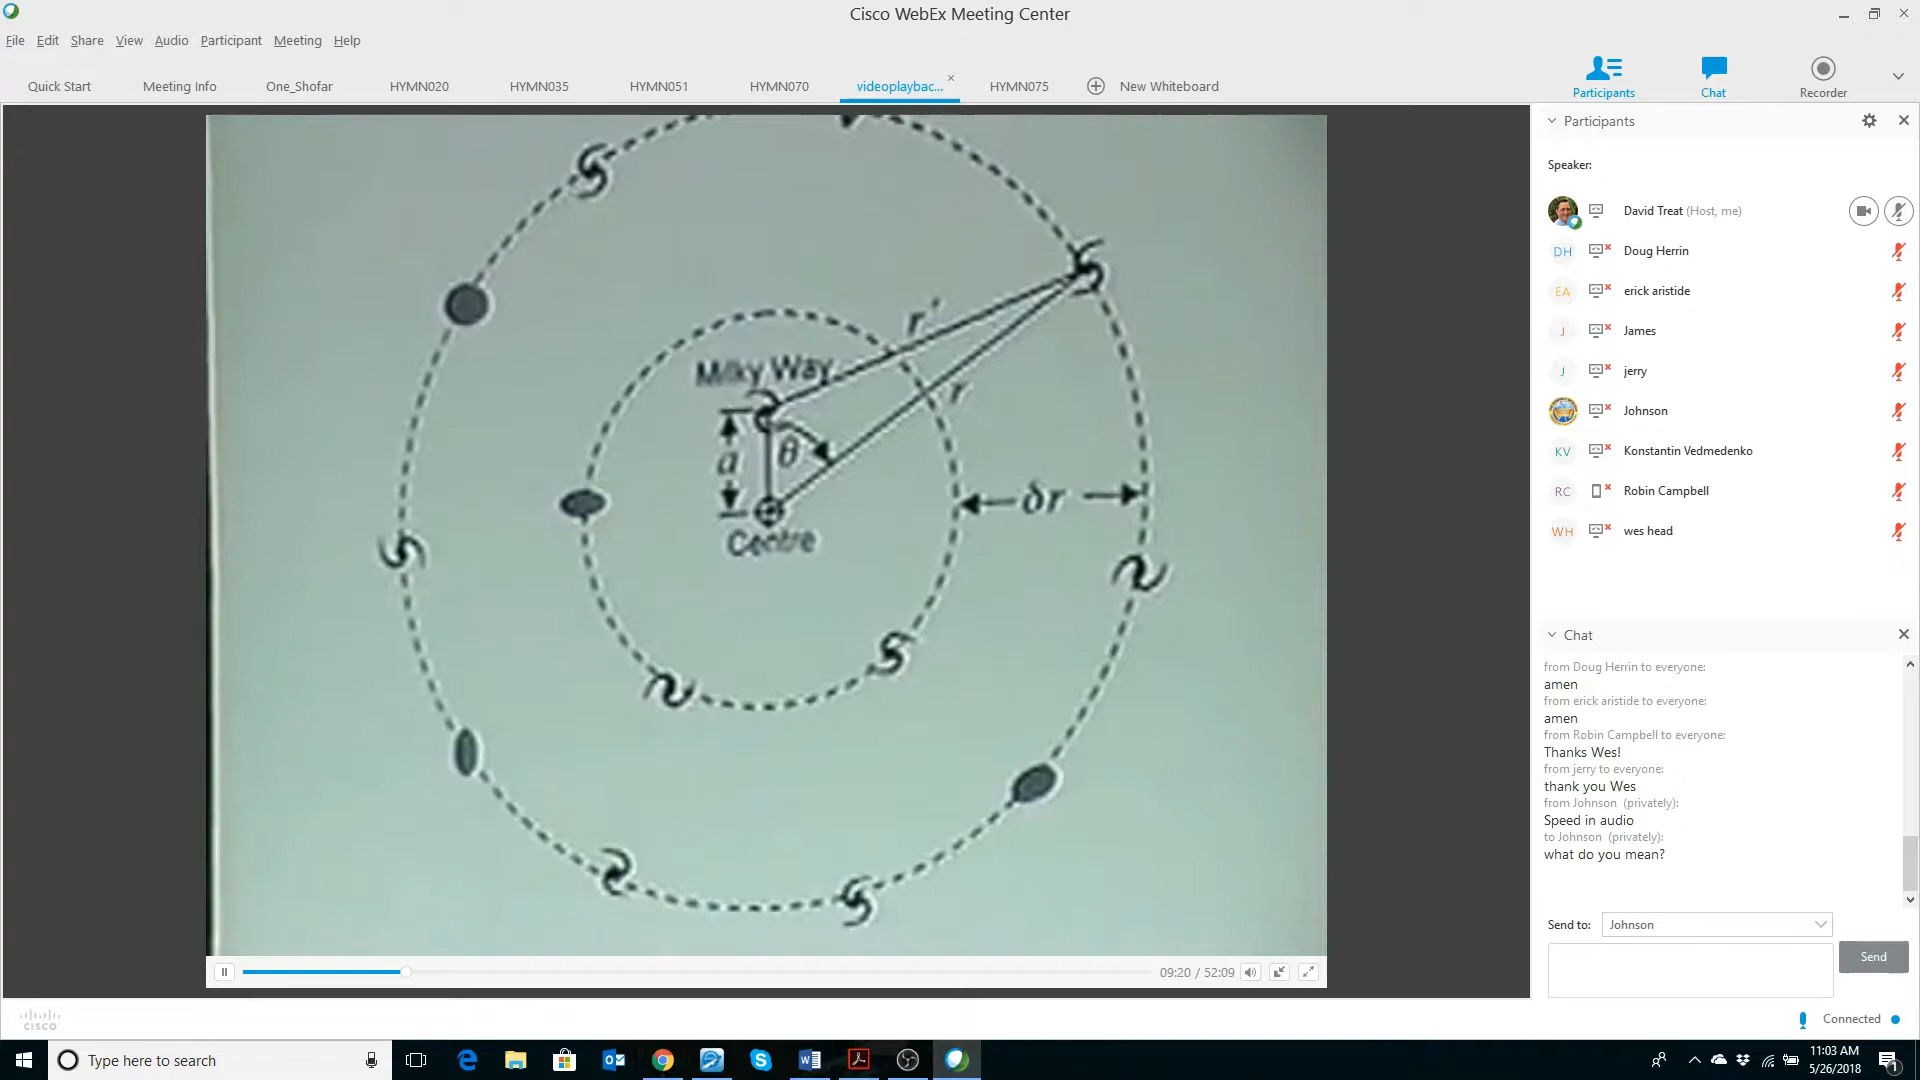 Cisco WebEx Meeting Center
File Edit Share View Audio Participant Meeting Help
Quick Start Meeting Info One_Shofar HYMN020 HYMN035 HYMN051 HYMN070 videoplaybac... HYMN075 New Whiteboard
Participants Chat Recorder
r'
Milky Way
r
a
θ
δr
Centre
09:20 / 52:09
Participants
Speaker:
David Treat (Host, me)
DH Doug Herrin
EA erick aristide
J James
J jerry
Johnson
KV Konstantin Vedmedenko
RC Robin Campbell
WH wes head
Chat
from Doug Herrin to everyone:
amen
from erick aristide to everyone:
amen
from Robin Campbell to everyone:
Thanks Wes!
from jerry to everyone:
thank you Wes
from Johnson (privately):
Speed in audio
to Johnson (privately):
what do you mean?
Send to: Johnson
Send
cisco
Connected
Type here to search
11:03 AM
5/26/2018
1